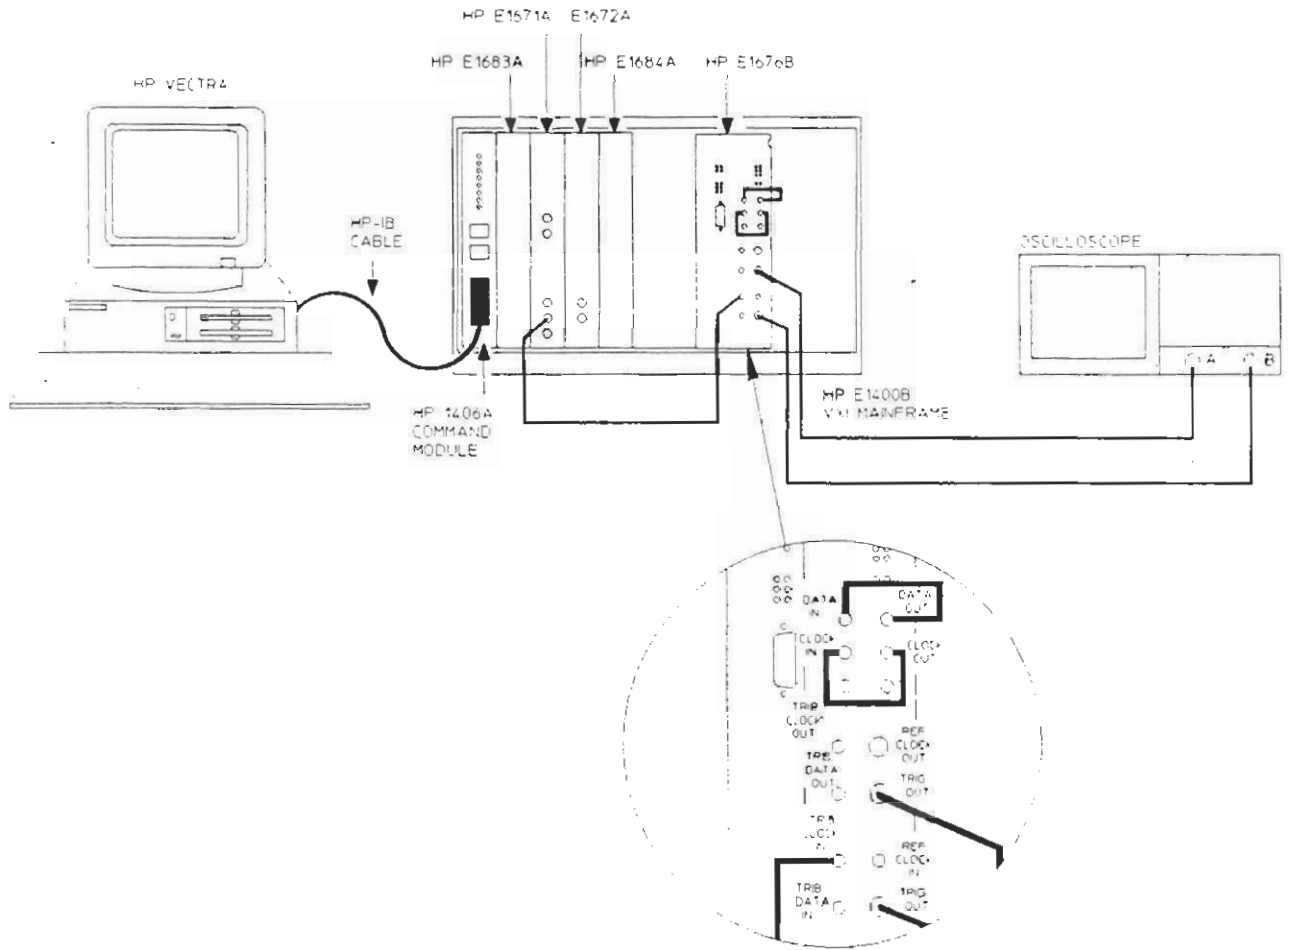 HP E1671A
E1672A
HP E1683A
HP E1684A
HP E1676B
HP VECTRA
HP-IB
CABLE
OSCILLOSCOPE
A
B
HP 1406A
COMMAND
MODULE
HP E1400B
VXI MAINFRAME
DATA
IN
DATA
OUT
CLOCK
IN
CLOCK
OUT
TRIB
CLOCK
OUT
REF
CLOCK
OUT
TRIB
DATA
OUT
TRIG
OUT
TRIB
CLOCK
IN
REF
CLOCK
IN
TRIB
DATA
IN
TRIG
OUT